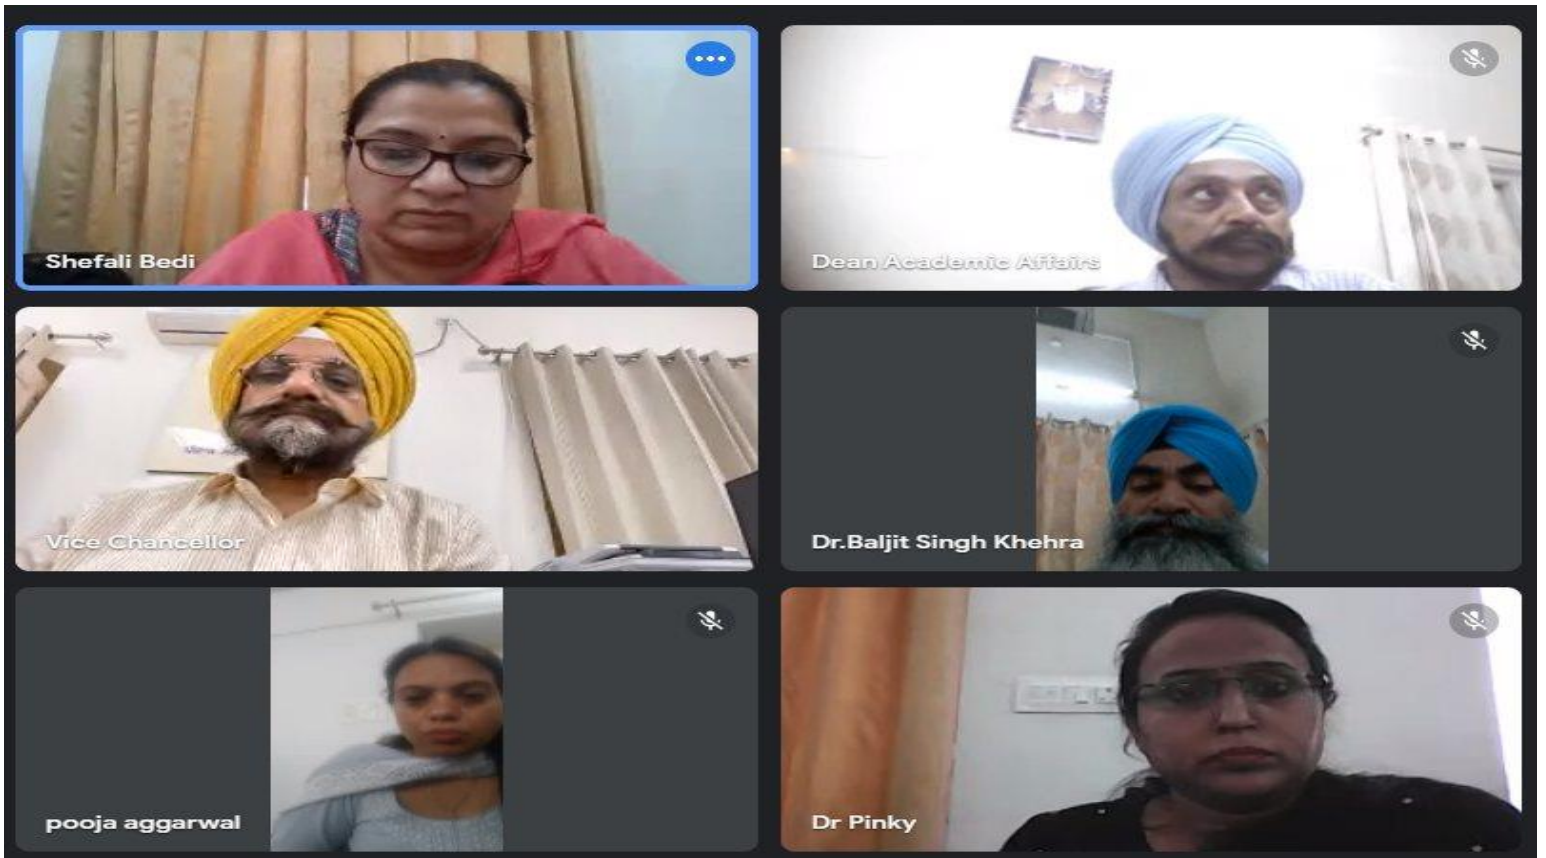 Shefali Bedi
Dean Academic Affairs
Vice Chancellor
Dr.Baljit Singh Khehra
pooja aggarwal
Dr Pinky